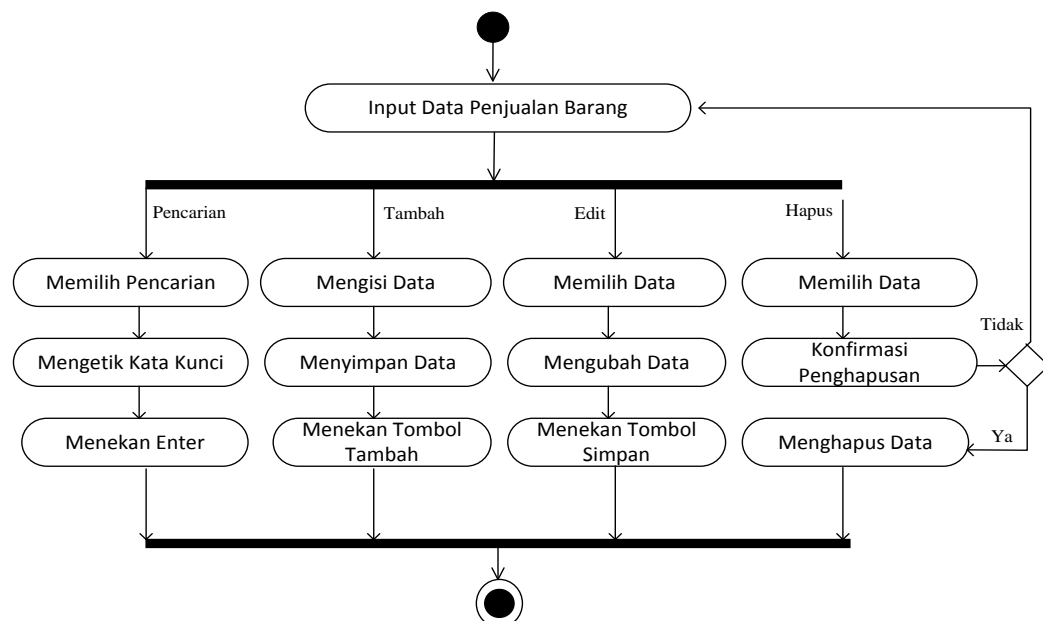 Input Data Penjualan Barang
Pencarian
Tambah
Edit
Hapus
Memilih Pencarian
Mengisi Data
Memilih Data
Memilih Data
Tidak
Mengetik Kata Kunci
Menyimpan Data
Mengubah Data
Konfirmasi
Penghapusan
Menekan Enter
Menekan Tombol
Tambah
Menekan Tombol
Simpan
Menghapus Data
Ya